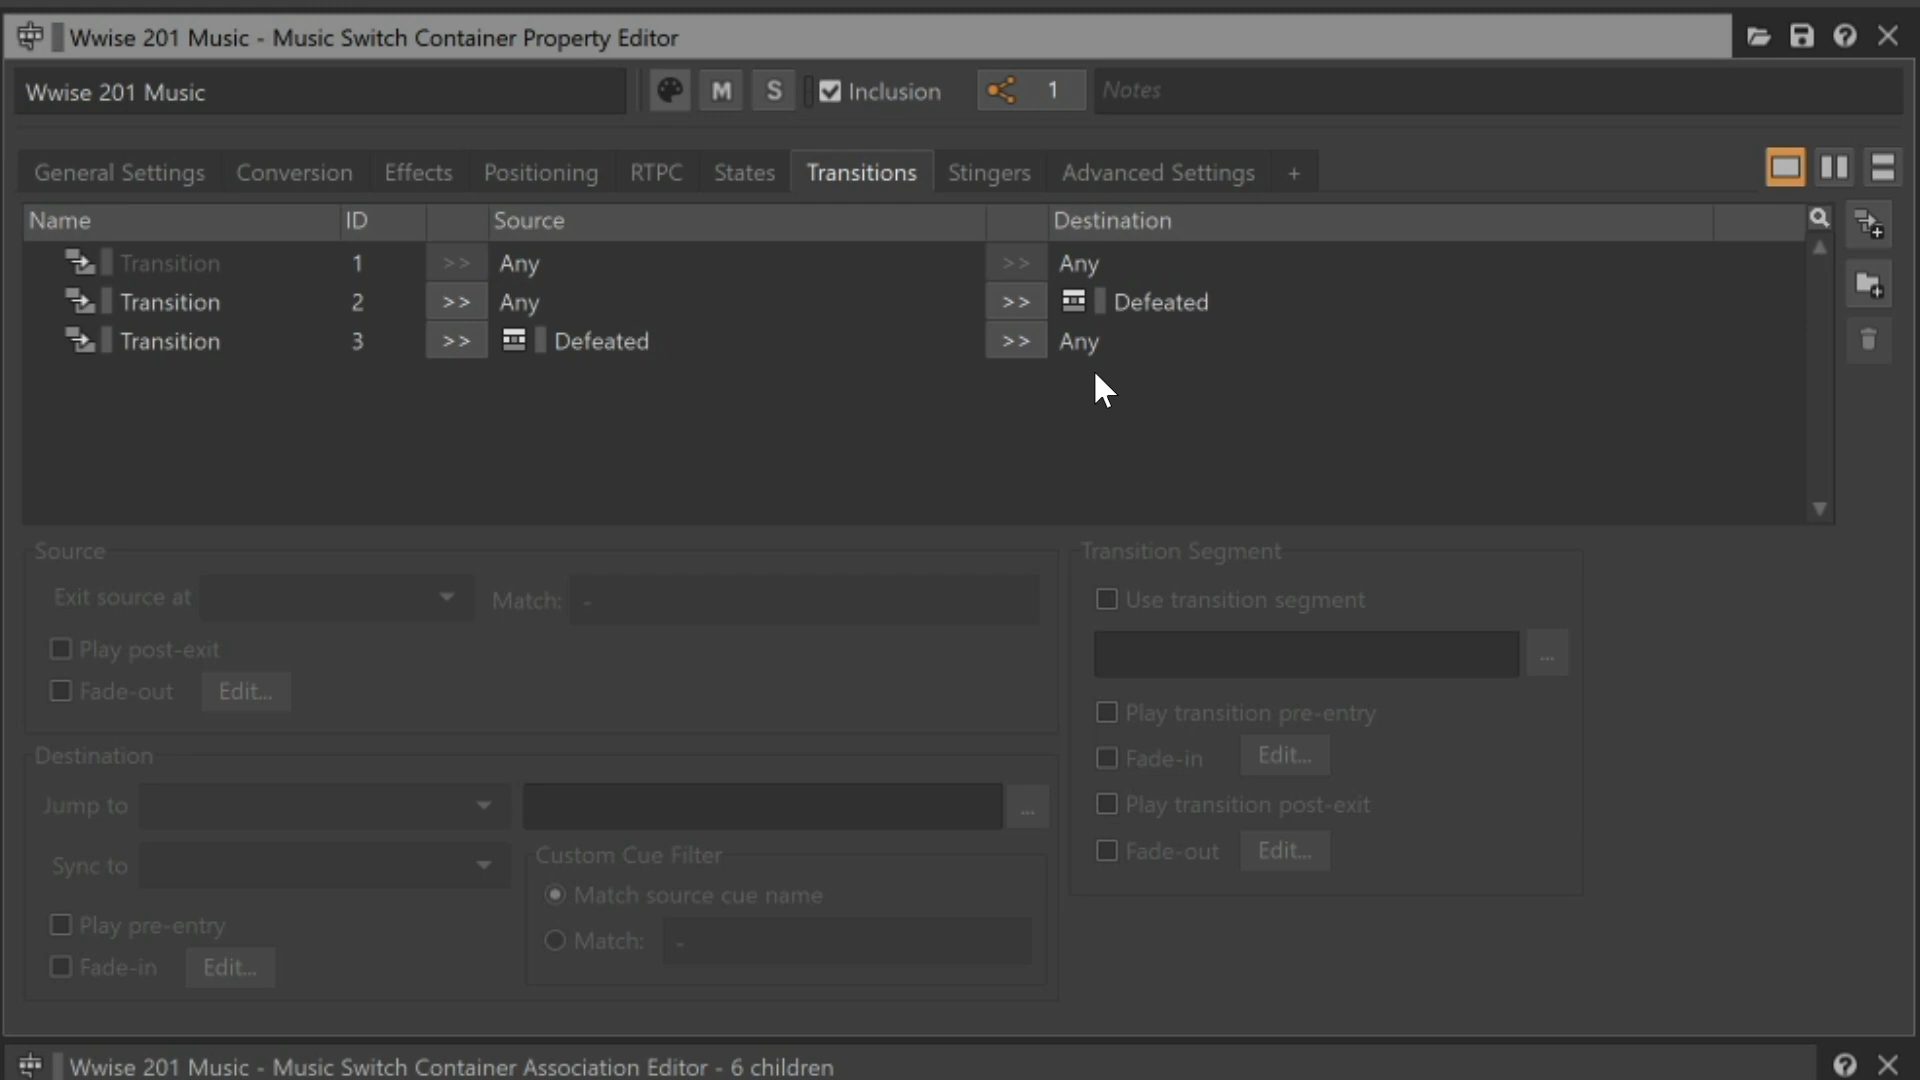 Wwise 201 Music - Music Switch Container Property Editor
Wwise 201 Music M S Inclusion 1 Notes
General Settings Conversion Effects Positioning RTPC States Transitions Stingers Advanced Settings +
Name ID Source Destination
Transition 1 >> Any >> Any
Transition 2 >> Any >> Defeated
Transition 3 >> Defeated >> Any
Source
Exit source at Match: -
Play post-exit
Fade-out Edit...
Transition Segment
Use transition segment
...
Play transition pre-entry
Fade-in Edit...
Play transition post-exit
Fade-out Edit...
Destination
Jump to ...
Sync to
Custom Cue Filter
Match source cue name
Match: -
Play pre-entry
Fade-in Edit...
Wwise 201 Music - Music Switch Container Association Editor - 6 children